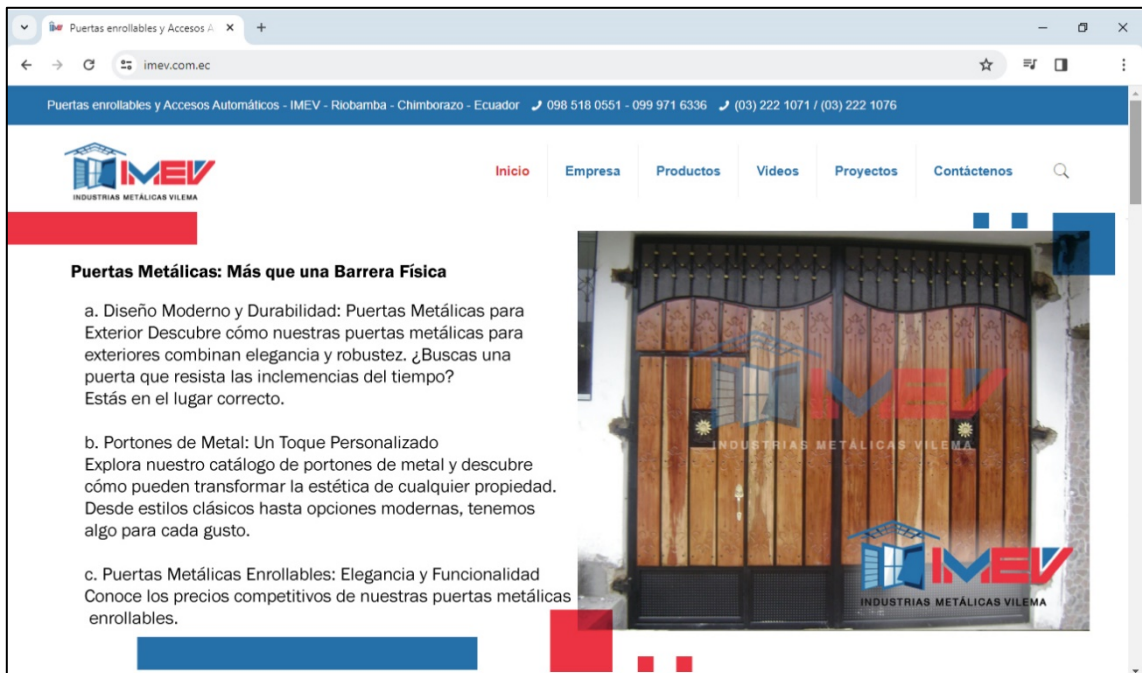 Puertas enrollables y Accesos A
imev.com.ec
Puertas enrollables y Accesos Automáticos - IMEV - Riobamba - Chimborazo - Ecuador 098 518 0551 - 099 971 6336 (03) 222 1071 / (03) 222 1076
IMEV
INDUSTRIAS METÁLICAS VILEMA
Inicio Empresa Productos Videos Proyectos Contáctenos
Puertas Metálicas: Más que una Barrera Física
a. Diseño Moderno y Durabilidad: Puertas Metálicas para
Exterior Descubre cómo nuestras puertas metálicas para
exteriores combinan elegancia y robustez. ¿Buscas una
puerta que resista las inclemencias del tiempo?
Estás en el lugar correcto.
b. Portones de Metal: Un Toque Personalizado
Explora nuestro catálogo de portones de metal y descubre
cómo pueden transformar la estética de cualquier propiedad.
Desde estilos clásicos hasta opciones modernas, tenemos
algo para cada gusto.
c. Puertas Metálicas Enrollables: Elegancia y Funcionalidad
Conoce los precios competitivos de nuestras puertas metálicas
enrollables.
IMEV
INDUSTRIAS METÁLICAS VILEMA
IMEV
INDUSTRIAS METÁLICAS VILEMA